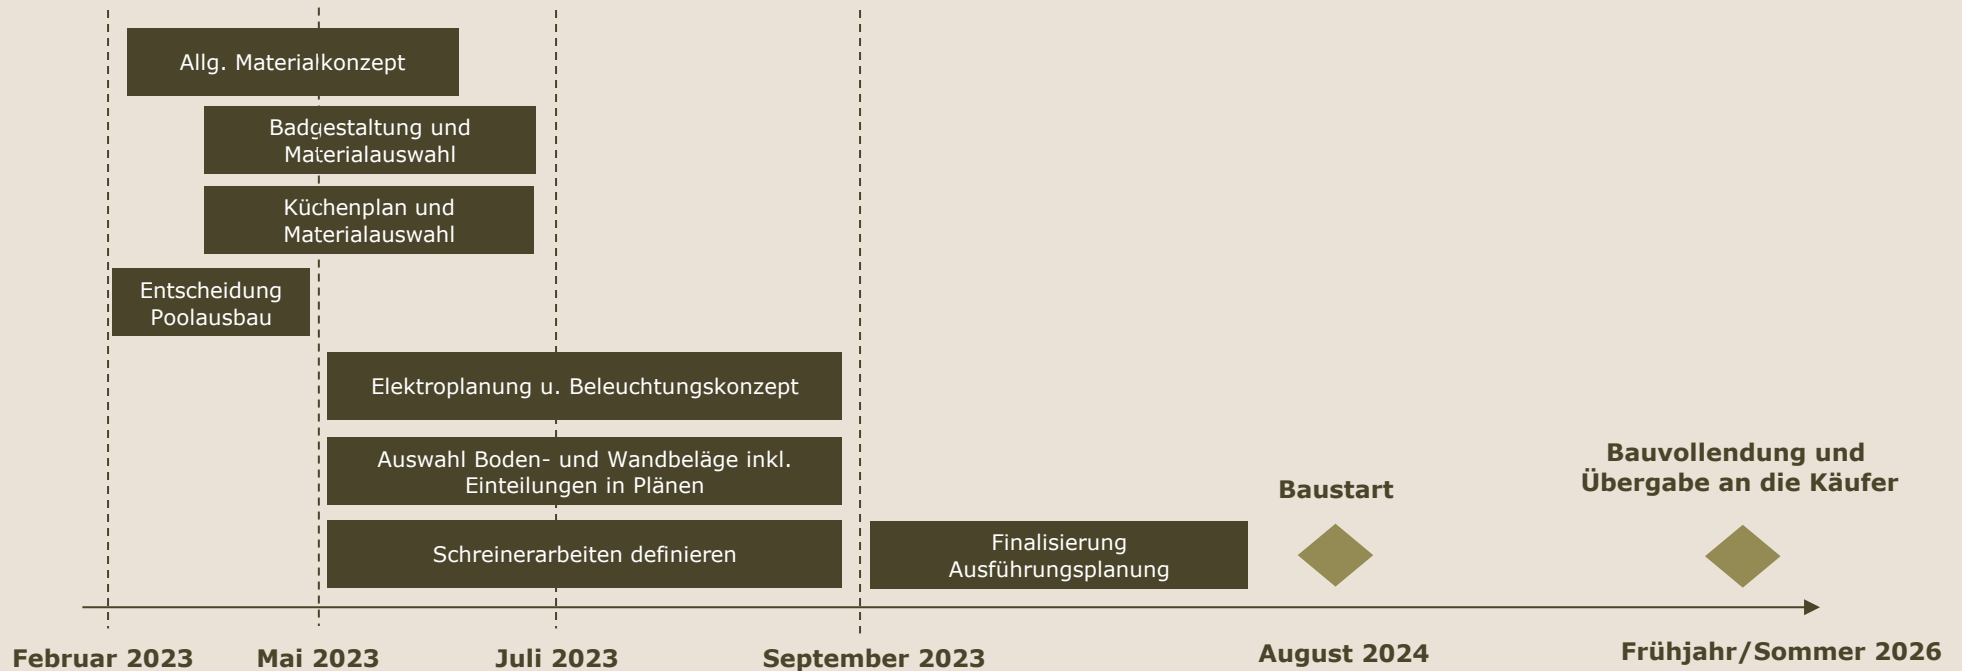 Allg. Materialkonzept
Badgestaltung und
Materialauswahl
Küchenplan und
Materialauswahl
Entscheidung
Poolausbau
Elektroplanung u. Beleuchtungskonzept
Auswahl Boden- und Wandbeläge inkl.
Einteilungen in Plänen
Schreinerarbeiten definieren
Finalisierung
Ausführungsplanung
Baustart
Bauvollendung und
Übergabe an die Käufer
Februar 2023
Mai 2023
Juli 2023
September 2023
August 2024
Frühjahr/Sommer 2026